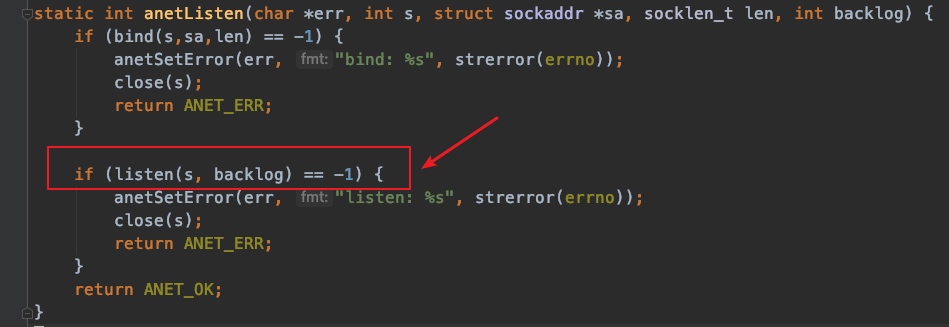 static int anetListen(char *err, int s, struct sockaddr *sa, socklen_t len, int backlog) {
    if (bind(s,sa,len) == -1) {
        anetSetError(err, fmt: "bind: %s", strerror(errno));
        close(s);
        return ANET_ERR;
    }

    if (listen(s, backlog) == -1) {
        anetSetError(err, fmt: "listen: %s", strerror(errno));
        close(s);
        return ANET_ERR;
    }
    return ANET_OK;
}